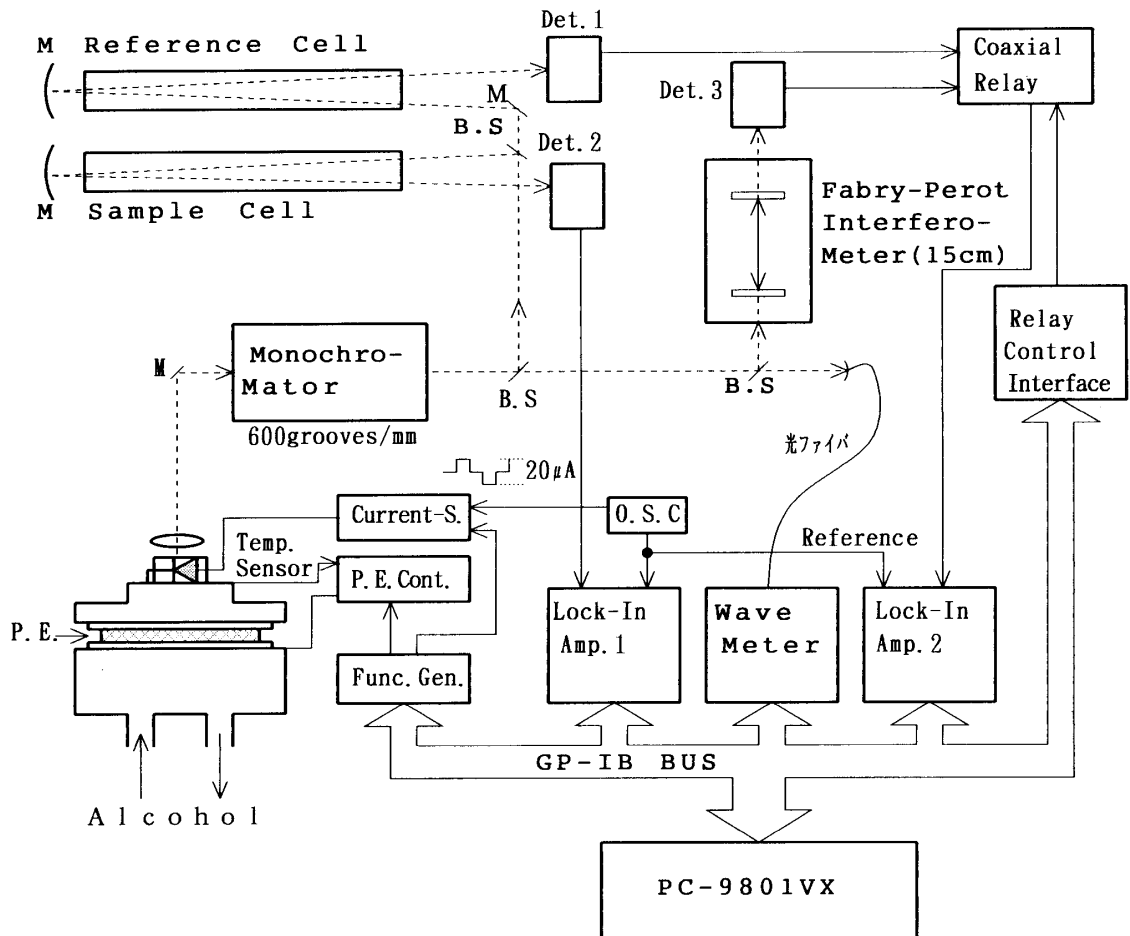 M Reference Cell
Det.1
Coaxial
Relay
Det.3
M
B.S
Det.2
M Sample Cell
Fabry-Perot
Interfero-
Meter(15cm)
Relay
Control
Interface
M
Monochro-
Mator
B.S
B.S
600grooves/mm
光ファイバ
20μA
Current-S.
O.S.C
Temp.
Sensor
Reference
P.E.Cont.
P.E.
Lock-In
Amp.1
Wave
Meter
Lock-In
Amp.2
Func.Gen.
GP-IB BUS
Alcohol
PC-9801VX